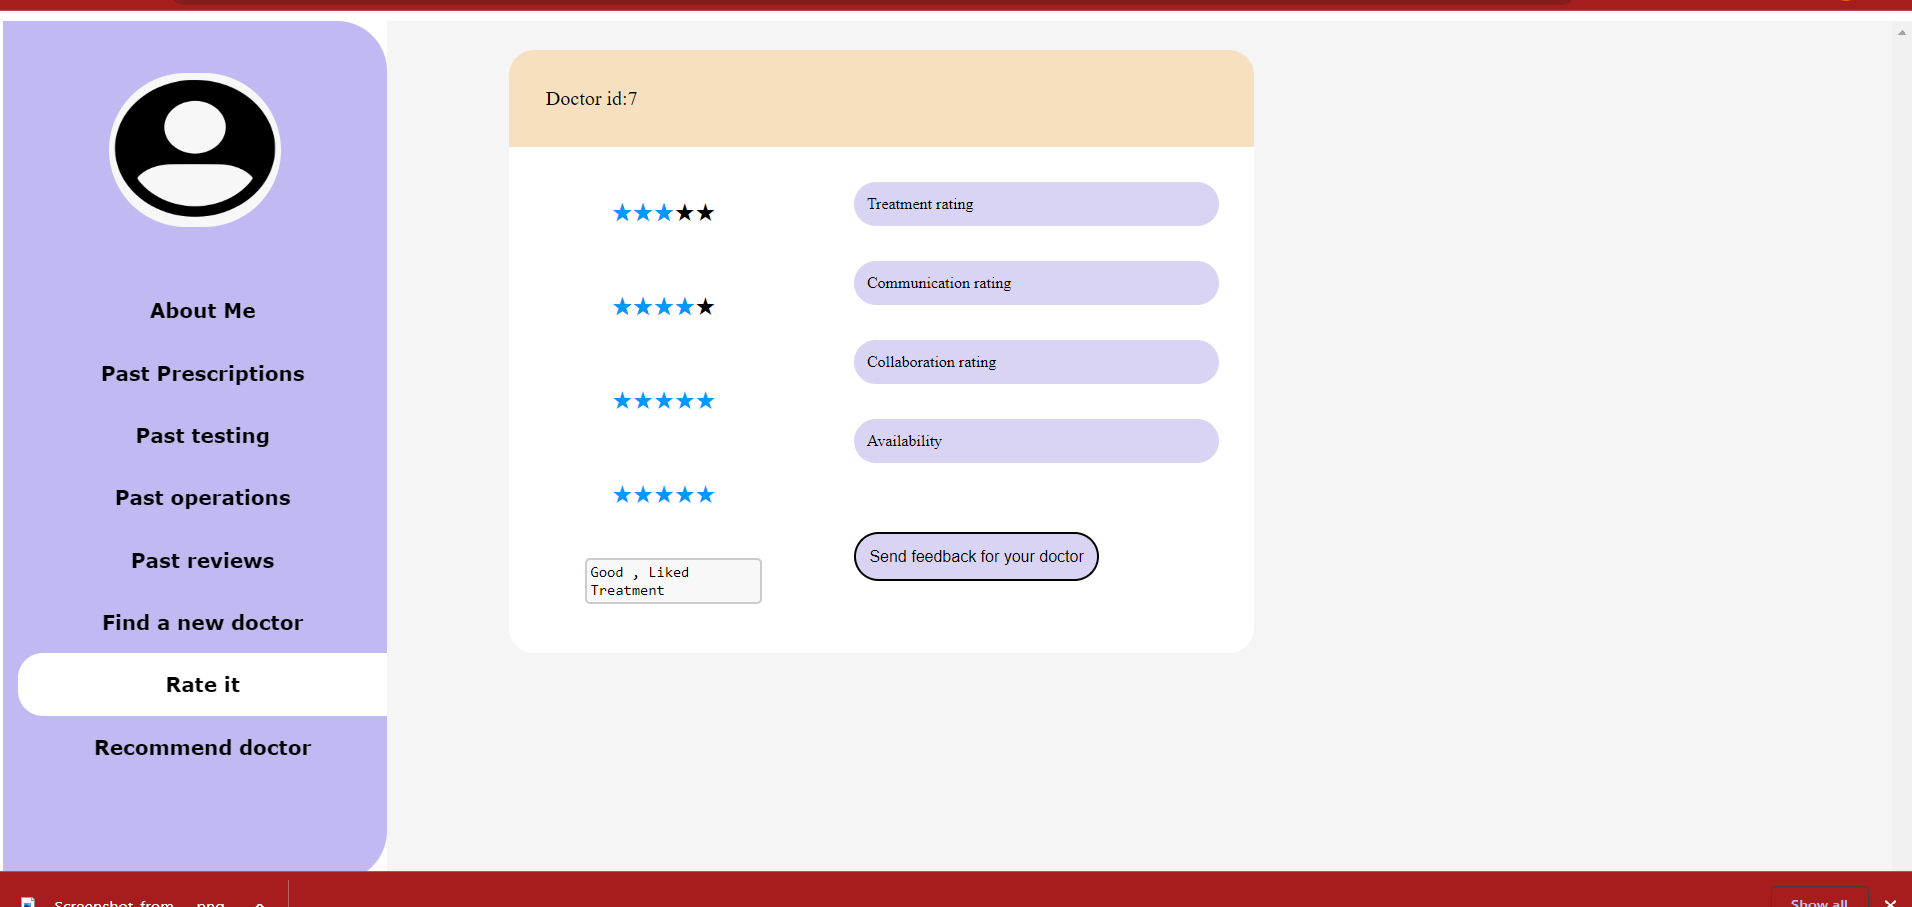 About Me
Past Prescriptions
Past testing
Past operations
Past reviews
Find a new doctor
Rate it
Recommend doctor
Doctor id:7
Treatment rating
Communication rating
Collaboration rating
Availability
Good , Liked
Treatment
Send feedback for your doctor
Screenshot from ... .png
Show all